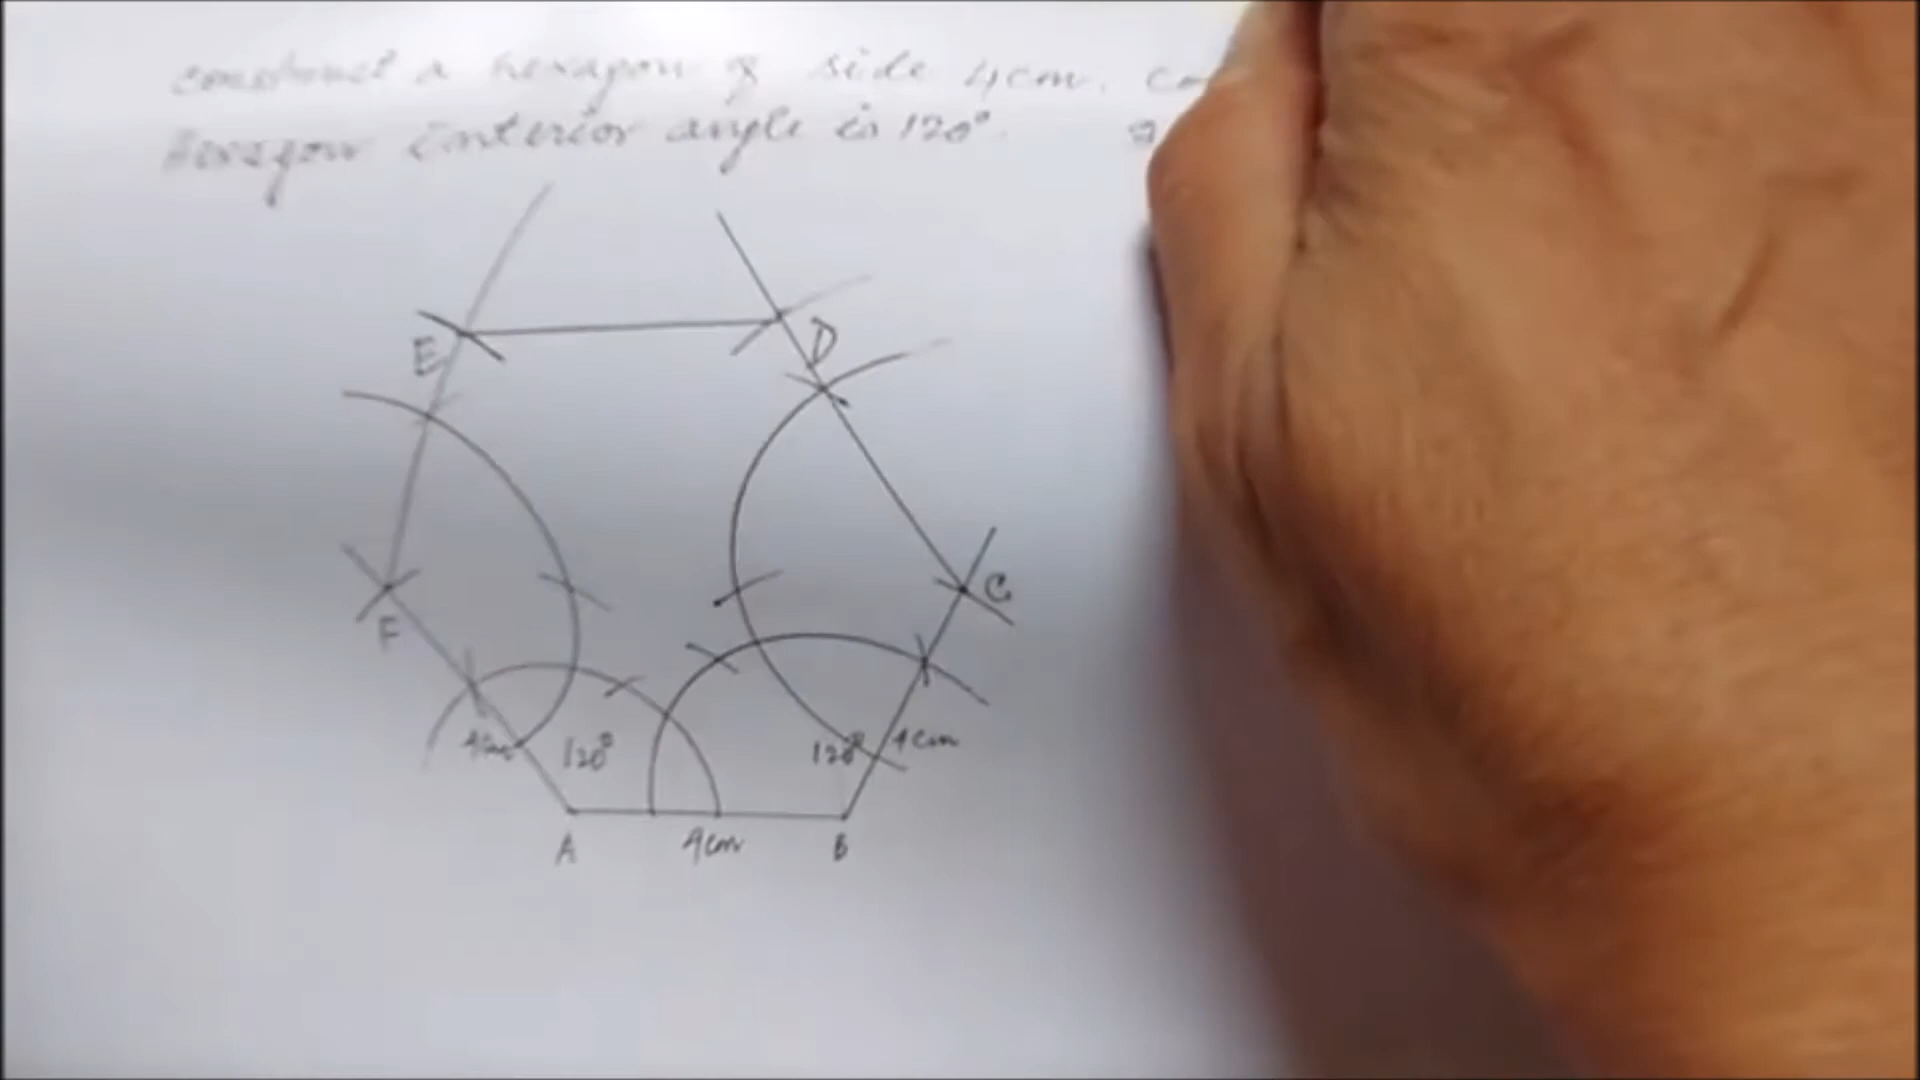 construct a hexagon of side 4cm.
Hexagon interior angle is 120°.
E
D
C
F
4cm 120° 120° 4cm
A 4cm B